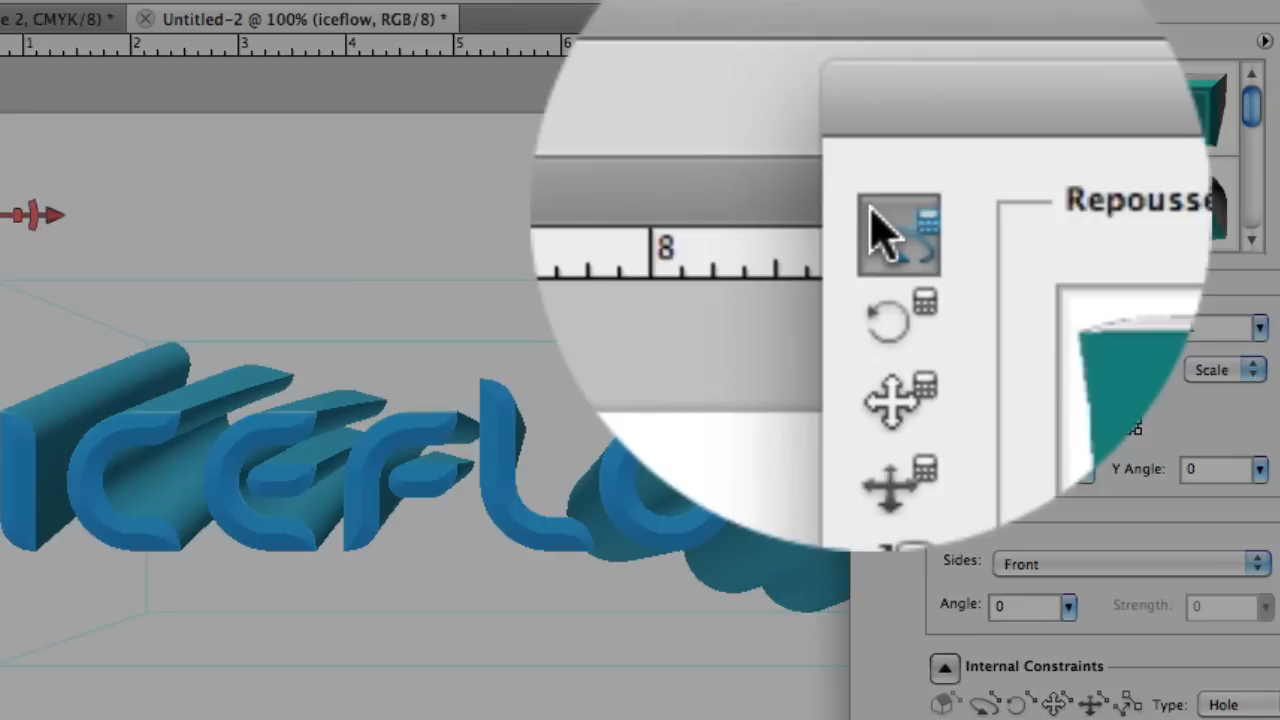 e 2, CMYK/8) *
Untitled-2 @ 100% (iceflow, RGB/8) *
1 2 3 4 5 6
8
Repousse
Scale
Y Angle: 0
ICEFLO
Sides: Front
Angle: 0 Strength: 0
Internal Constraints
Type: Hole